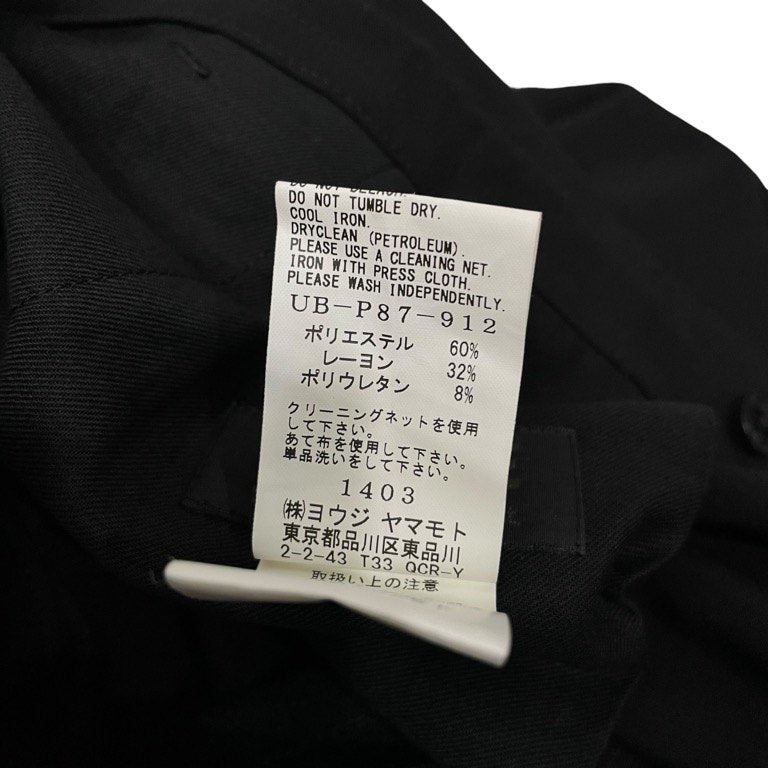 DO NOT BLEACH.
DO NOT TUMBLE DRY.
COOL IRON.
DRYCLEAN (PETROLEUM).
PLEASE USE A CLEANING NET.
IRON WITH PRESS CLOTH.
PLEASE WASH INDEPENDENTLY.
UB-P87-912
ポリエステル 60%
レーヨン 32%
ポリウレタン 8%
クリーニングネットを使用
して下さい。
あて布を使用して下さい。
単品洗いをして下さい。
1403
㈱ヨウジ ヤマモト
東京都品川区東品川
2-2-43 T33 QCR-Y
取扱い上の注意